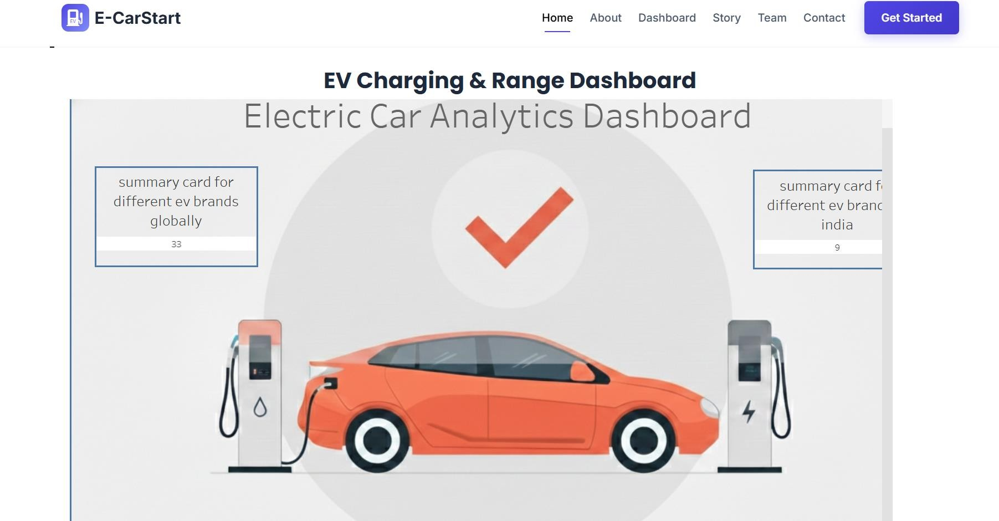 EV
E-CarStart
Home About Dashboard Story Team Contact Get Started
EV Charging & Range Dashboard
Electric Car Analytics Dashboard
summary card for
different ev brands
globally
33
summary card fo
different ev branc
india
9